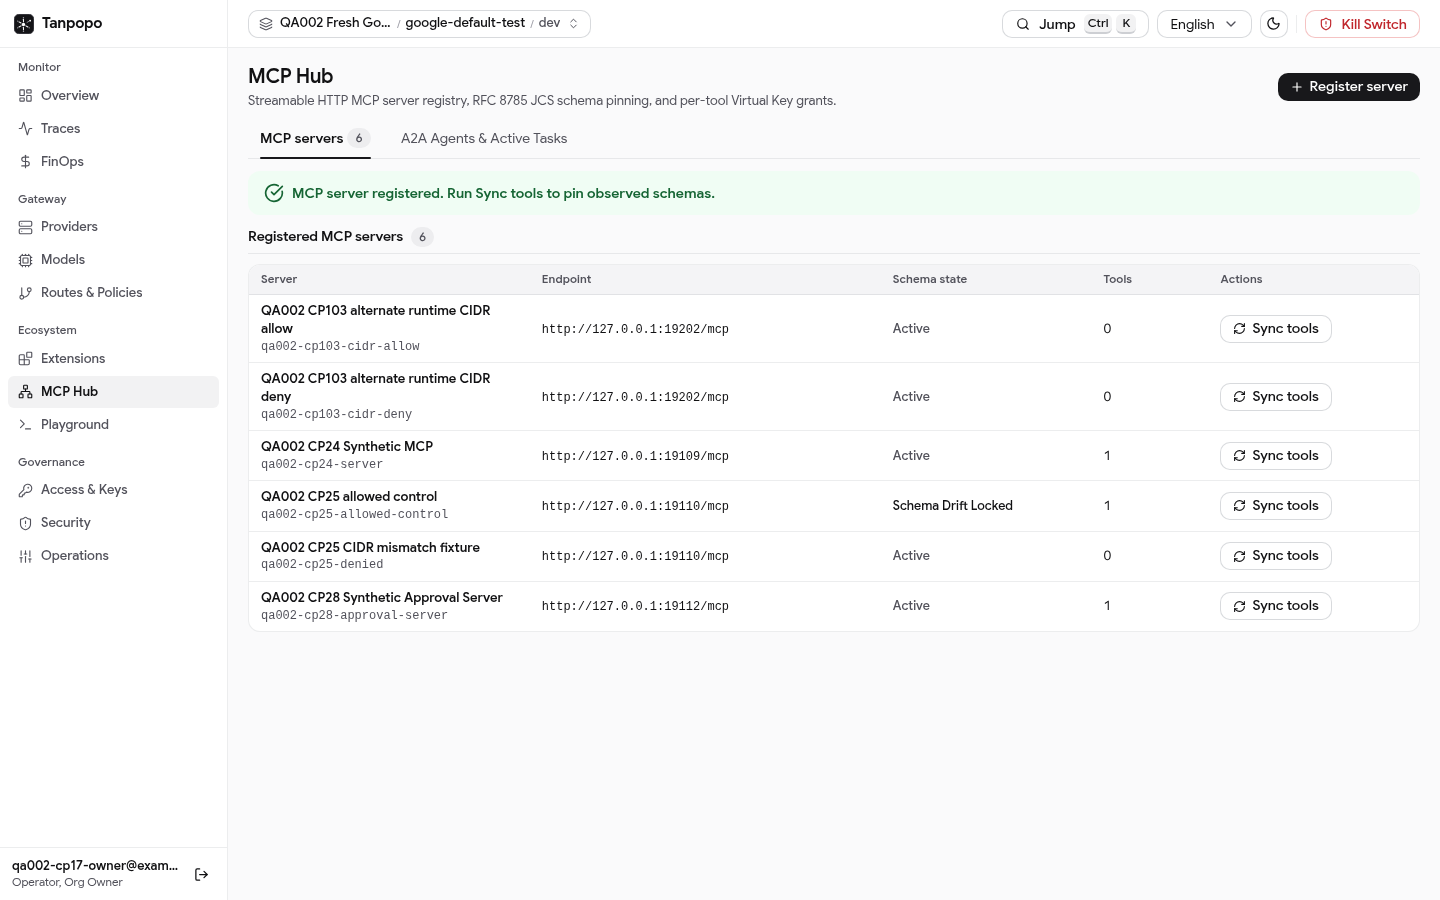 Tanpopo
QA002 Fresh Go... / google-default-test / dev
Jump Ctrl K
English
Kill Switch
Monitor
Overview
Traces
FinOps
Gateway
Providers
Models
Routes & Policies
Ecosystem
Extensions
MCP Hub
Playground
Governance
Access & Keys
Security
Operations
qa002-cp17-owner@exam...
Operator, Org Owner
MCP Hub
Streamable HTTP MCP server registry, RFC 8785 JCS schema pinning, and per-tool Virtual Key grants.
Register server
MCP servers 6 A2A Agents & Active Tasks
MCP server registered. Run Sync tools to pin observed schemas.
Registered MCP servers 6
Server Endpoint Schema state Tools Actions
QA002 CP103 alternate runtime CIDR
allow
qa002-cp103-cidr-allow
http://127.0.0.1:19202/mcp Active 0 Sync tools
QA002 CP103 alternate runtime CIDR
deny
qa002-cp103-cidr-deny
http://127.0.0.1:19202/mcp Active 0 Sync tools
QA002 CP24 Synthetic MCP
qa002-cp24-server
http://127.0.0.1:19109/mcp Active 1 Sync tools
QA002 CP25 allowed control
qa002-cp25-allowed-control
http://127.0.0.1:19110/mcp Schema Drift Locked 1 Sync tools
QA002 CP25 CIDR mismatch fixture
qa002-cp25-denied
http://127.0.0.1:19110/mcp Active 0 Sync tools
QA002 CP28 Synthetic Approval Server
qa002-cp28-approval-server
http://127.0.0.1:19112/mcp Active 1 Sync tools